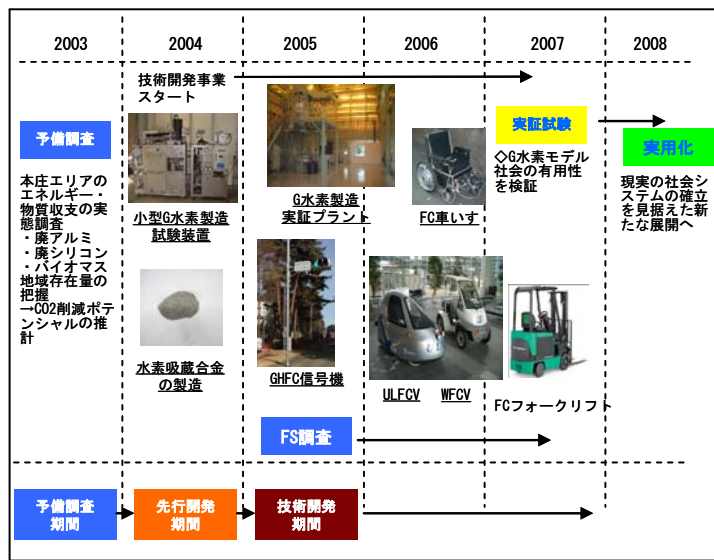 2003
2004
2005
2006
2007
2008
技術開発事業
スタート
予備調査
本庄エリアの
エネルギー・
物質収支の実
態調査
・廃アルミ
・廃シリコン
・バイオマス
地域存在量の
把握
→CO2削減ポテ
ンシャルの推
計
小型G水素製造
試験装置
水素吸蔵合金
の製造
G水素製造
実証プラント
GHFC信号機
FS調査
FC車いす
ULFCV
WFCV
実証試験
◇G水素モデル
社会の有用性
を検証
FCフォークリフト
実用化
現実の社会シ
ステムの確立
を見据えた新
たな展開へ
予備調査
期間
先行開発
期間
技術開発
期間